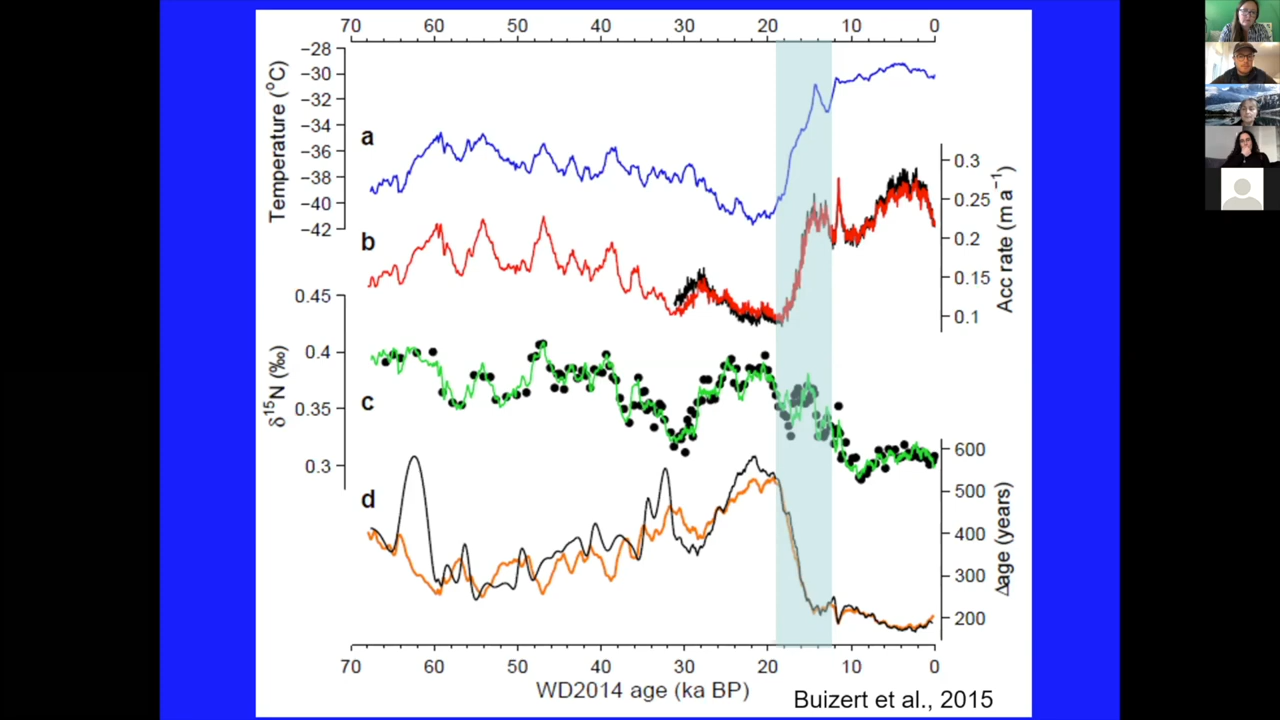 70 60 50 40 30 20 10 0
−28
−30
−32
−34
−36
−38
−40
−42
Temperature (°C)
a
0.3
0.25
0.2
0.15
0.1
Acc rate (m a⁻¹)
b
0.45
0.4
0.35
0.3
δ¹⁵N (‰)
c
600
500
400
300
200
Δage (years)
d
70 60 50 40 30 20 10 0
WD2014 age (ka BP)
Buizert et al., 2015